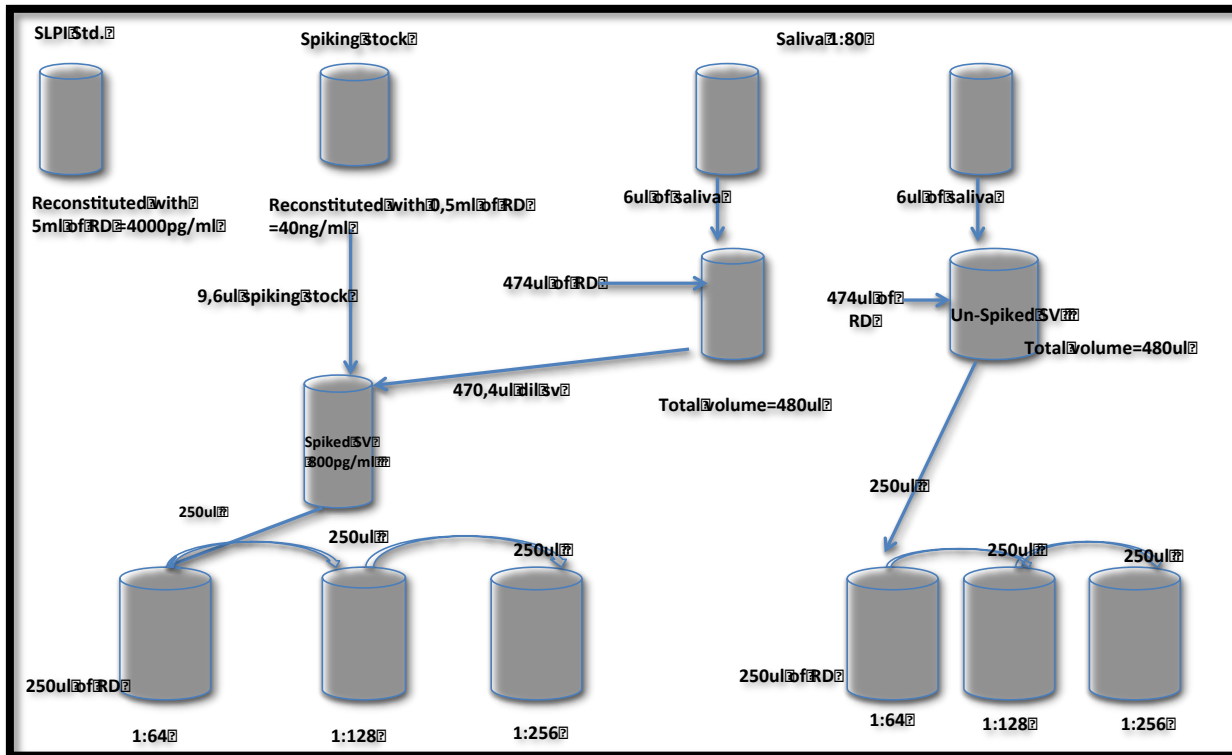 SLPI Std.
Spiking stock
Saliva 1:80
Reconstituted with
5ml of RD =4000pg/ml
Reconstituted with 0,5ml of RD
=40ng/ml
6ul of saliva
6ul of saliva
9,6ul spiking stock
474ul of RD
474ul of
RD
Un-Spiked SV
Total volume=480ul
470,4ul dil sv
Total volume=480ul
Spiked SV
800pg/ml
250ul
250ul
250ul
250ul
250ul
250ul
250ul of RD
250ul of RD
1:64
1:128
1:256
1:64
1:128
1:256